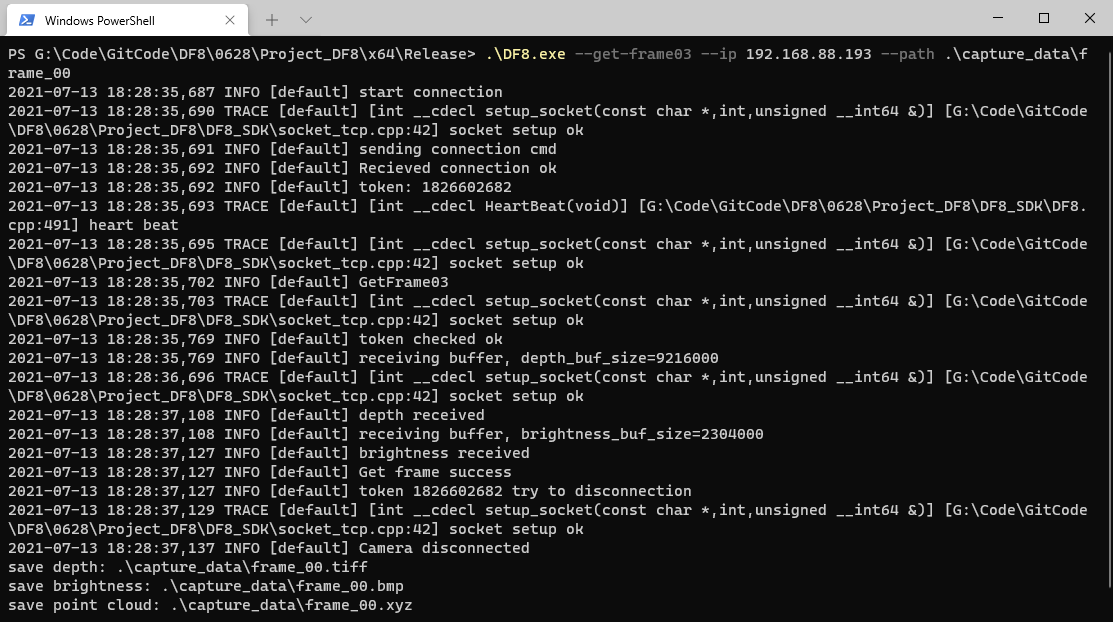 Windows PowerShell
PS G:\Code\GitCode\DF8\0628\Project_DF8\x64\Release> .\DF8.exe --get-frame03 --ip 192.168.88.193 --path .\capture_data\f
rame_00
2021-07-13 18:28:35,687 INFO [default] start connection
2021-07-13 18:28:35,690 TRACE [default] [int __cdecl setup_socket(const char *,int,unsigned __int64 &)] [G:\Code\GitCode
\DF8\0628\Project_DF8\DF8_SDK\socket_tcp.cpp:42] socket setup ok
2021-07-13 18:28:35,691 INFO [default] sending connection cmd
2021-07-13 18:28:35,692 INFO [default] Recieved connection ok
2021-07-13 18:28:35,692 INFO [default] token: 1826602682
2021-07-13 18:28:35,693 TRACE [default] [int __cdecl HeartBeat(void)] [G:\Code\GitCode\DF8\0628\Project_DF8\DF8_SDK\DF8.
cpp:491] heart beat
2021-07-13 18:28:35,695 TRACE [default] [int __cdecl setup_socket(const char *,int,unsigned __int64 &)] [G:\Code\GitCode
\DF8\0628\Project_DF8\DF8_SDK\socket_tcp.cpp:42] socket setup ok
2021-07-13 18:28:35,702 INFO [default] GetFrame03
2021-07-13 18:28:35,703 TRACE [default] [int __cdecl setup_socket(const char *,int,unsigned __int64 &)] [G:\Code\GitCode
\DF8\0628\Project_DF8\DF8_SDK\socket_tcp.cpp:42] socket setup ok
2021-07-13 18:28:35,769 INFO [default] token checked ok
2021-07-13 18:28:35,769 INFO [default] receiving buffer, depth_buf_size=9216000
2021-07-13 18:28:36,696 TRACE [default] [int __cdecl setup_socket(const char *,int,unsigned __int64 &)] [G:\Code\GitCode
\DF8\0628\Project_DF8\DF8_SDK\socket_tcp.cpp:42] socket setup ok
2021-07-13 18:28:37,108 INFO [default] depth received
2021-07-13 18:28:37,108 INFO [default] receiving buffer, brightness_buf_size=2304000
2021-07-13 18:28:37,127 INFO [default] brightness received
2021-07-13 18:28:37,127 INFO [default] Get frame success
2021-07-13 18:28:37,127 INFO [default] token 1826602682 try to disconnection
2021-07-13 18:28:37,129 TRACE [default] [int __cdecl setup_socket(const char *,int,unsigned __int64 &)] [G:\Code\GitCode
\DF8\0628\Project_DF8\DF8_SDK\socket_tcp.cpp:42] socket setup ok
2021-07-13 18:28:37,137 INFO [default] Camera disconnected
save depth: .\capture_data\frame_00.tiff
save brightness: .\capture_data\frame_00.bmp
save point cloud: .\capture_data\frame_00.xyz